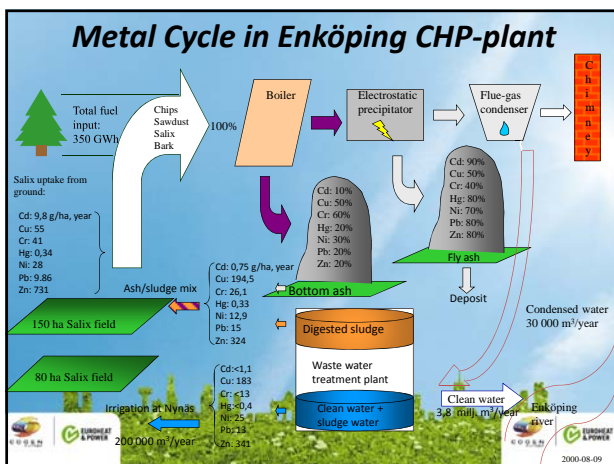 Metal Cycle in Enköping CHP-plant
Total fuel
input:
350 GWh
Chips
Sawdust
Salix
Bark
100%
Boiler
Electrostatic
precipitator
Flue-gas
condenser
Chimney
Salix uptake from
ground:
Cd: 9,8 g/ha, year
Cu: 55
Cr: 41
Hg: 0,34
Ni: 28
Pb: 9.86
Zn: 731
Cd: 10%
Cu: 50%
Cr: 60%
Hg: 20%
Ni: 30%
Pb: 20%
Zn: 20%
Bottom ash
Cd: 90%
Cu: 50%
Cr: 40%
Hg: 80%
Ni: 70%
Pb: 80%
Zn: 80%
Fly ash
Deposit
Condensed water
30 000 m³/year
Ash/sludge mix
Cd: 0,75 g/ha, year
Cu: 194,5
Cr: 26,1
Hg: 0,33
Ni: 12,9
Pb: 15
Zn: 324
150 ha Salix field
Digested sludge
Waste water
treatment plant
Clean water +
sludge water
80 ha Salix field
Cd:<1,1
Cu: 183
Cr: <13
Hg:<0,4
Ni: 25
Pb: 13
Zn: 341
Irrigation at Nynäs
200 000 m³/year
Clean water
3,8 milj. m³/year
Enköping
river
COGEN
EUROHEAT
& POWER
COGEN
EUROHEAT
& POWER
2000-08-09